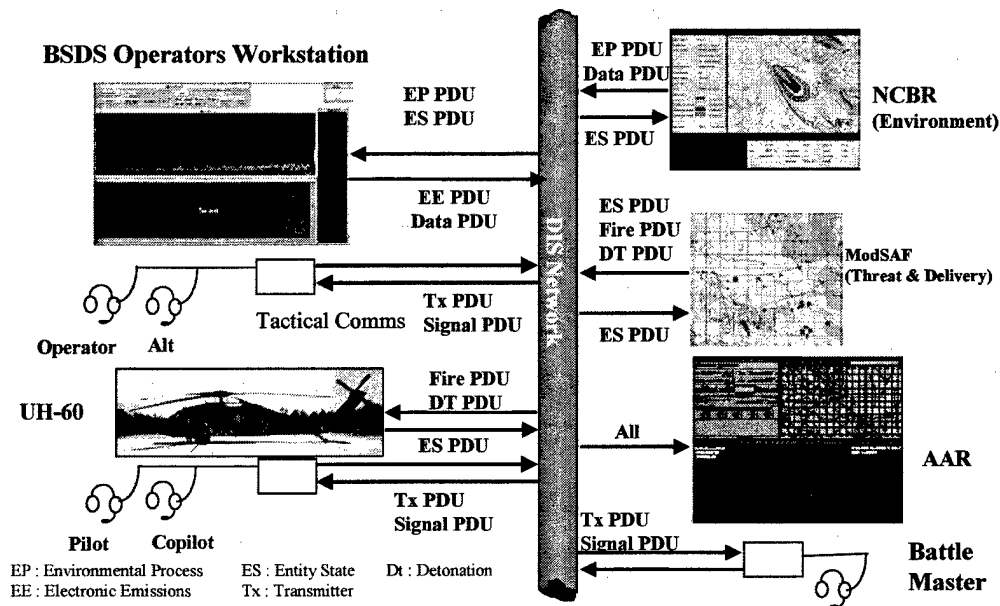 BSDS Operators Workstation
EP PDU
ES PDU
EE PDU
Data PDU
Operator
Alt
Tactical Comms
Tx PDU
Signal PDU
UH-60
Fire PDU
DT PDU
ES PDU
Tx PDU
Signal PDU
Pilot
Copilot
DIS Network
EP PDU
Data PDU
ES PDU
NCBR
(Environment)
ES PDU
Fire PDU
DT PDU
ES PDU
ModSAF
(Threat & Delivery)
All
AAR
Tx PDU
Signal PDU
Battle
Master
EP : Environmental Process
ES : Entity State
Dt : Detonation
EE : Electronic Emissions
Tx : Transmitter